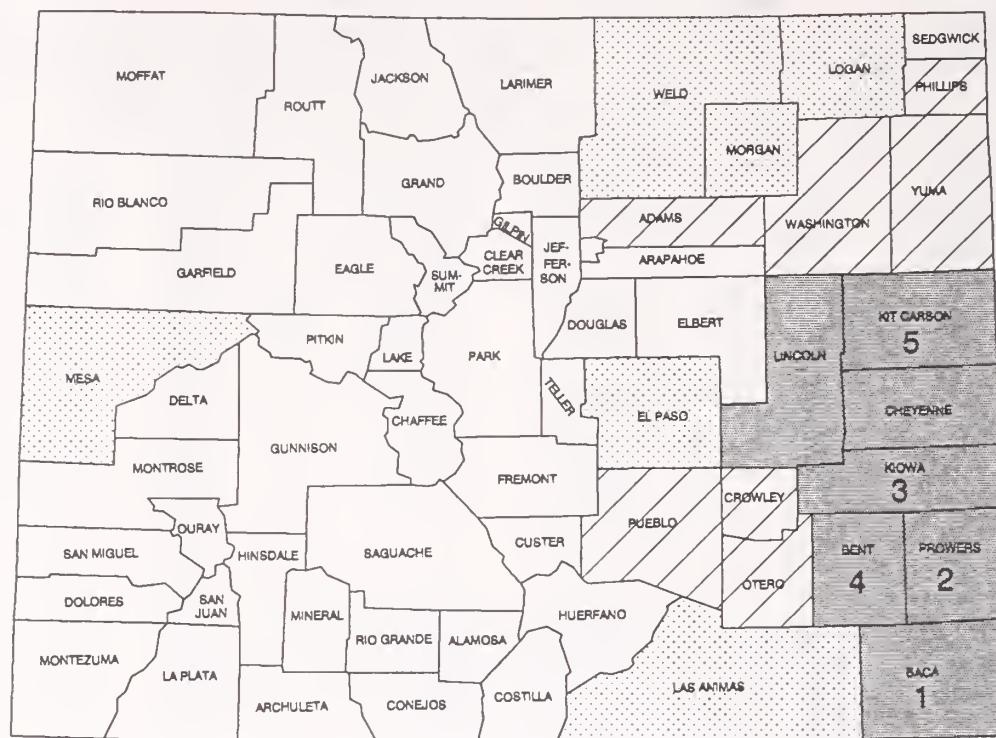 SEDGWICK
MOFFAT
JACKSON
LARIMER
LOGAN
PHILLIPS
ROUTT
WELD
MORGAN
GRAND
BOULDER
YUMA
RIO BLANCO
GILPIN
ADAMS
WASHINGTON
CLEAR
CREEK
JEF-
FER-
SON
ARAPAHOE
GARFIELD
EAGLE
SUM-
MIT
KIT CARSON
5
PITKIN
DOUGLAS
ELBERT
LAKE
PARK
LINCOLN
MESA
DELTA
TELLER
CHAFFEE
EL PASO
CHEYENNE
GUNNISON
MONTROSE
FREMONT
KIOWA
3
CROWLEY
OURAY
PUEBLO
SAN MIGUEL
HINSDALE
SAGUACHE
CUSTER
BENT
4
PROWERS
2
OTERO
DOLORES
SAN
JUAN
MINERAL
HUERFANO
RIO GRANDE
ALAMOSA
MONTEZUMA
LA PLATA
LAS ANIMAS
BACA
1
COSTILLA
ARCHULETA
CONEJOS